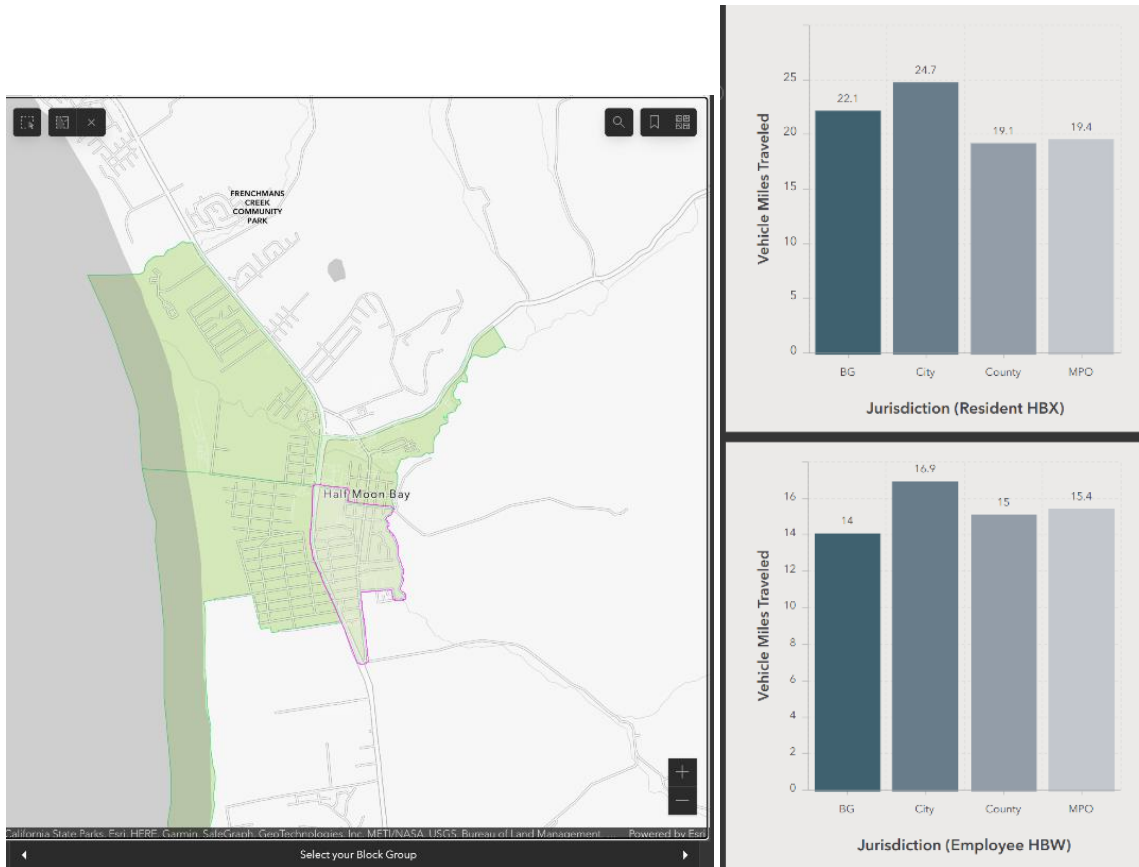 FRENCHMANS
CREEK
COMMUNITY
PARK
Half Moon Bay
California State Parks, Esri, HERE, Garmin, SafeGraph, GeoTechnologies, Inc, METI/NASA, USGS, Bureau of Land Management, ...
Powered by Esri
Select your Block Group
Vehicle Miles Traveled
25
20
15
10
5
0
22.1
24.7
19.1
19.4
BG
City
County
MPO
Jurisdiction (Resident HBX)
Vehicle Miles Traveled
16
14
12
10
8
6
4
2
0
14
16.9
15
15.4
BG
City
County
MPO
Jurisdiction (Employee HBW)